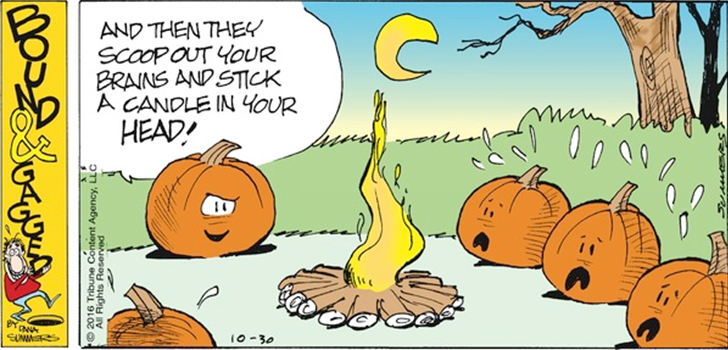 BOUND
&
GAGGED
BY DANA
SUMMERS
AND THEN THEY
SCOOP OUT YOUR
BRAINS AND STICK
A CANDLE IN YOUR
HEAD!
© 2016 Tribune Content Agency, LLC
All Rights Reserved
10-30
SUMMERS